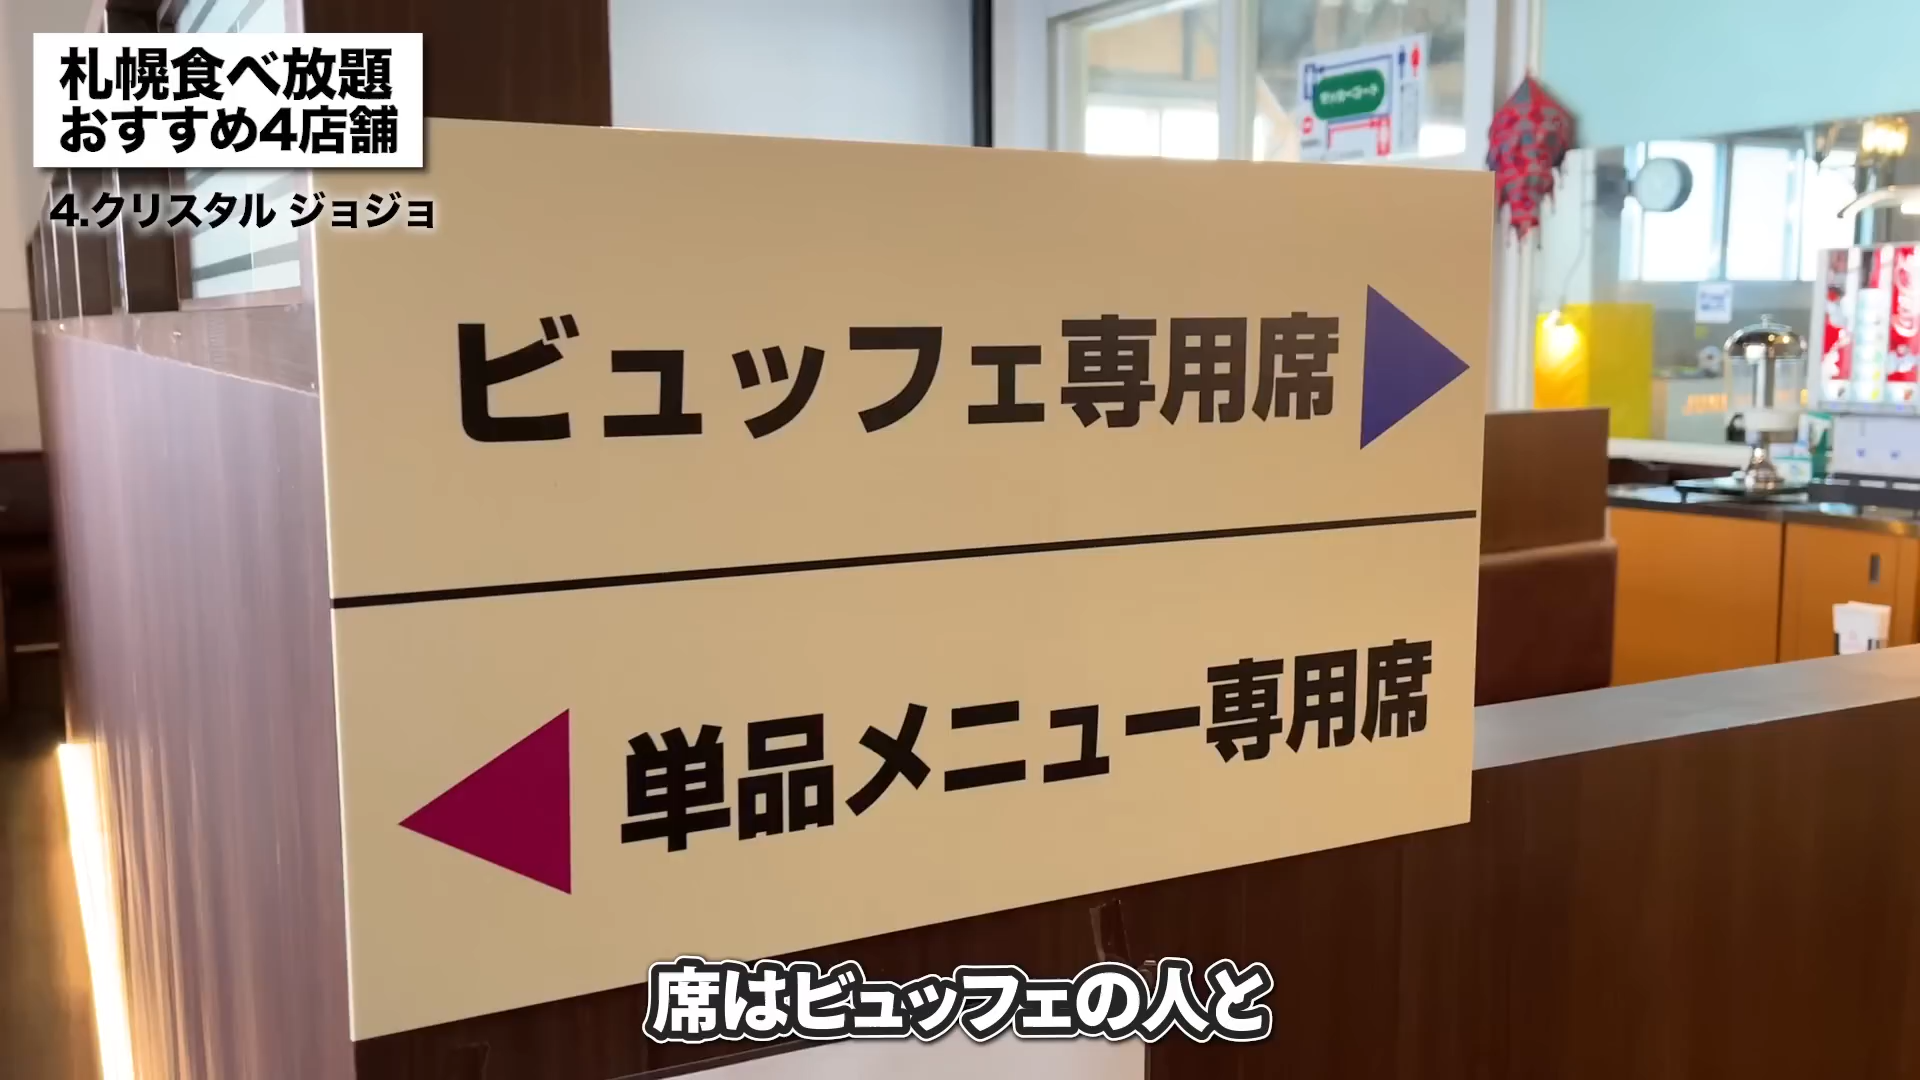 札幌食べ放題
おすすめ4店舗
4.クリスタル ジョジョ
ビュッフェ専用席
単品メニュー専用席
席はビュッフェの人と